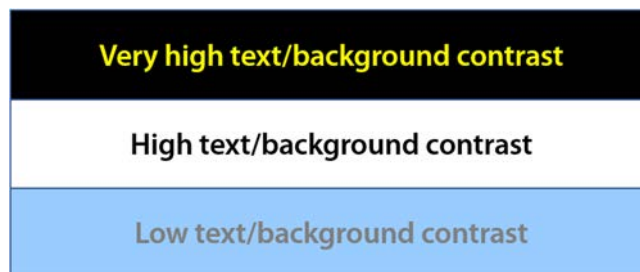 Very high text/background contrast
High text/background contrast
Low text/background contrast